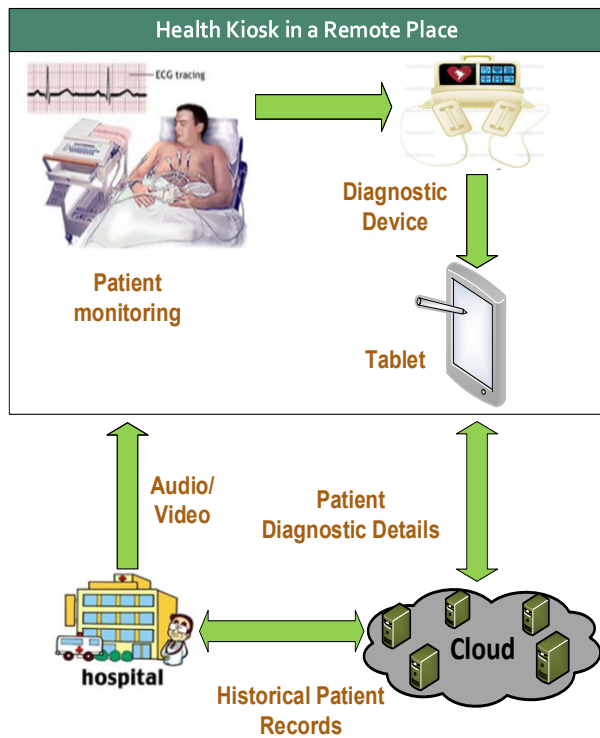 Health Kiosk in a Remote Place
ECG tracing
Diagnostic
Device
Patient
monitoring
Tablet
Audio/
Video
Patient
Diagnostic Details
Cloud
hospital
Historical Patient
Records